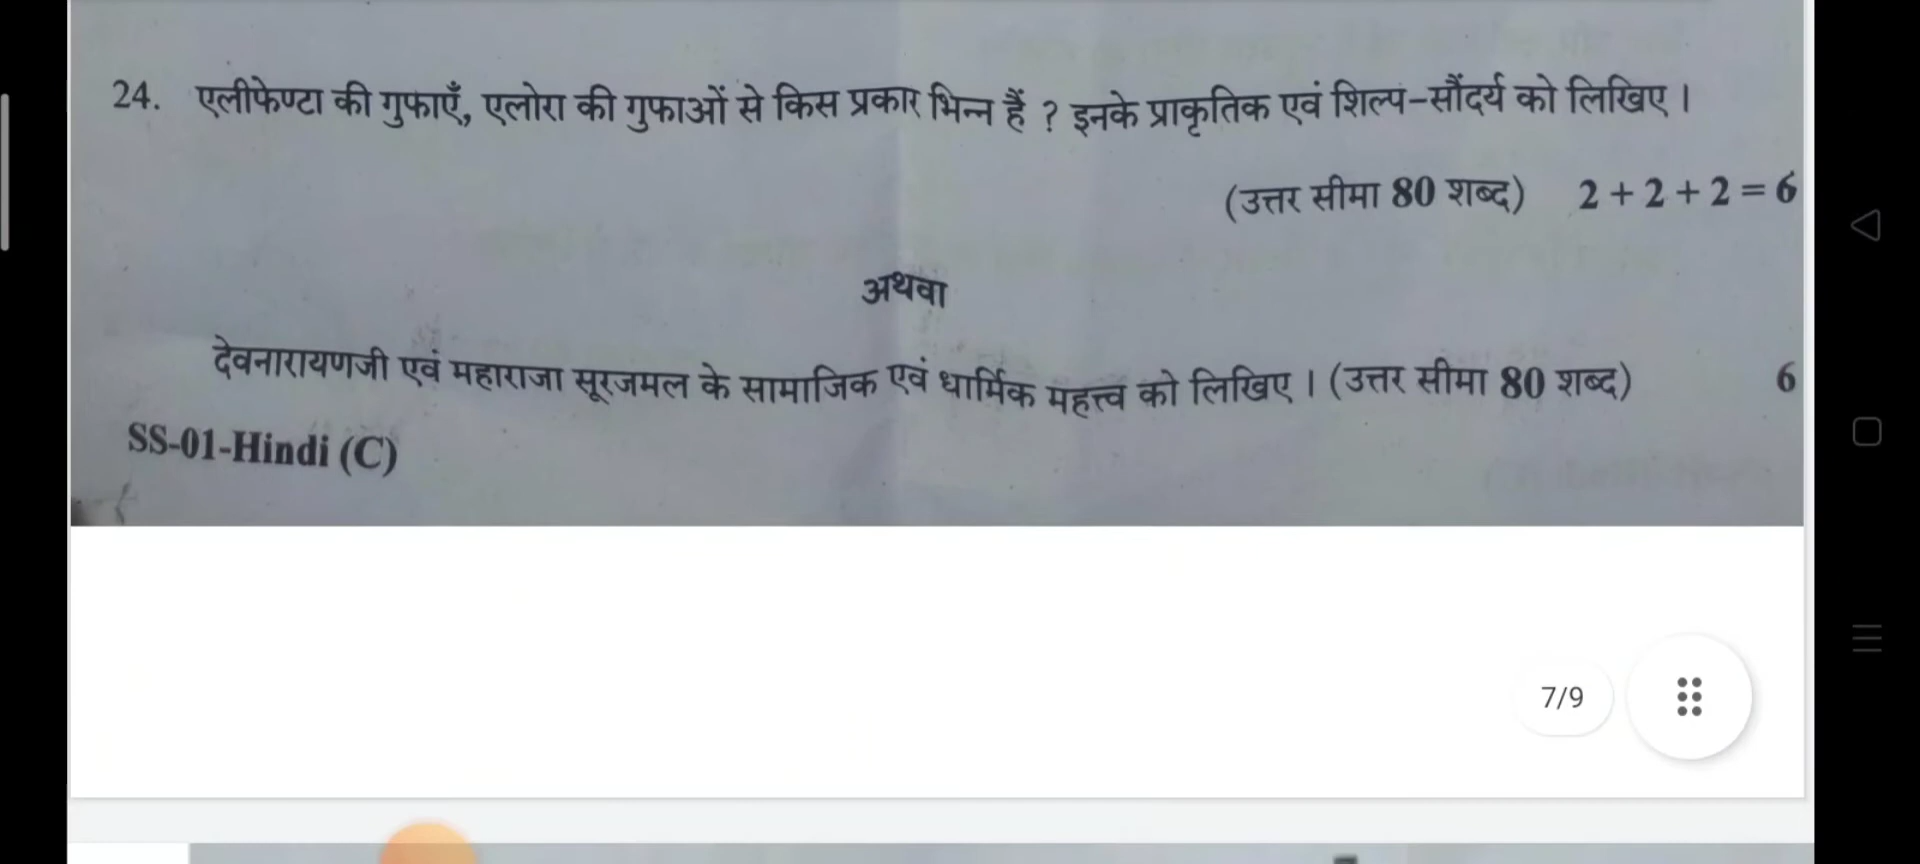 24. एलीफेण्टा की गुफाएँ, एलोरा की गुफाओं से किस प्रकार भिन्न हैं ? इनके प्राकृतिक एवं शिल्प-सौंदर्य को लिखिए ।
(उत्तर सीमा 80 शब्द) 2 + 2 + 2 = 6
अथवा
देवनारायणजी एवं महाराजा सूरजमल के सामाजिक एवं धार्मिक महत्त्व को लिखिए । (उत्तर सीमा 80 शब्द) 6
SS-01-Hindi (C)
7/9